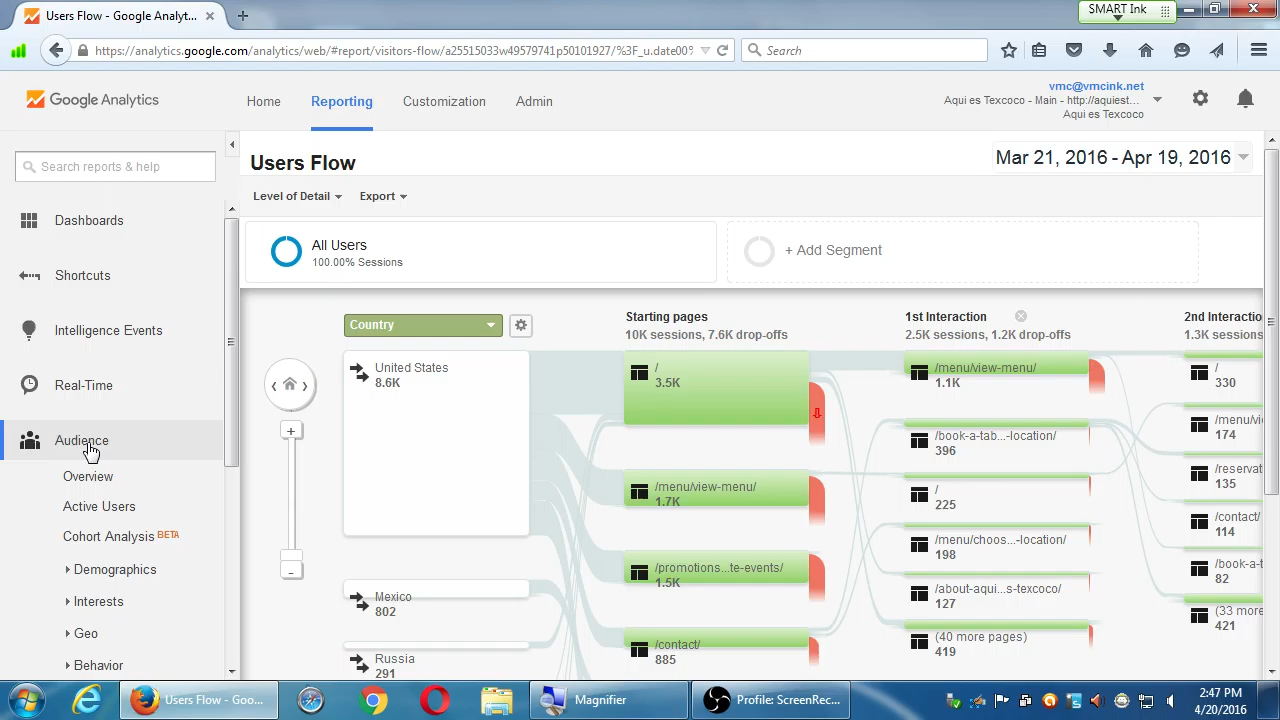 Users Flow - Google Analyt...
SMART Ink
https://analytics.google.com/analytics/web/#report/visitors-flow/a25515033w49579741p50101927/%3F_u.date00%
Search
Google Analytics
Home
Reporting
Customization
Admin
vmc@vmcink.net
Aqui es Texcoco - Main - http://aquiest...
Aqui es Texcoco
Search reports & help
Users Flow
Mar 21, 2016 - Apr 19, 2016
Level of Detail
Export
Dashboards
Shortcuts
Intelligence Events
Real-Time
Audience
Overview
Active Users
Cohort Analysis BETA
Demographics
Interests
Geo
Behavior
All Users
100.00% Sessions
+ Add Segment
Country
Starting pages
10K sessions, 7.6K drop-offs
1st Interaction
2.5K sessions, 1.2K drop-offs
2nd Interactio
1.3K sessions
United States
8.6K
Mexico
802
Russia
291
/
3.5K
/menu/view-menu/
1.7K
/promotions...te-events/
1.5K
/contact/
885
/menu/view-menu/
1.1K
/book-a-tab...-location/
396
/
225
/menu/choos...-location/
198
/about-aqui...s-texcoco/
127
(40 more pages)
419
/
330
/menu/vi
174
/reservat
135
/contact/
114
/book-a-t
82
(33 more
421
+
-
Users Flow - Goo...
Magnifier
Profile: ScreenRec...
2:47 PM
4/20/2016